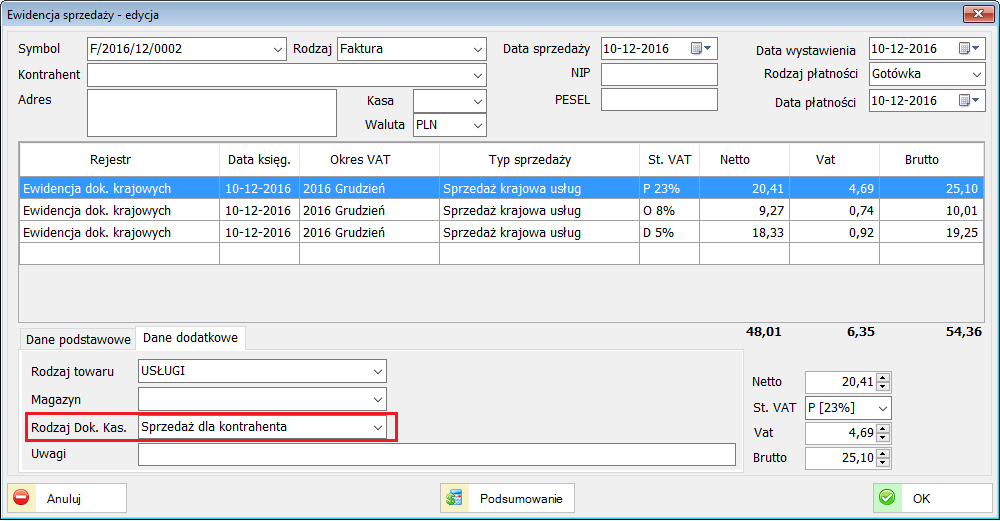 Ewidencja sprzedaży - edycja
Symbol F/2016/12/0002 Rodzaj Faktura Data sprzedaży 10-12-2016 Data wystawienia 10-12-2016
Kontrahent NIP Rodzaj płatności Gotówka
Adres Kasa PESEL Data płatności 10-12-2016
Waluta PLN
Rejestr Data księg. Okres VAT Typ sprzedaży St. VAT Netto Vat Brutto
Ewidencja dok. krajowych 10-12-2016 2016 Grudzień Sprzedaż krajowa usług P 23% 20,41 4,69 25,10
Ewidencja dok. krajowych 10-12-2016 2016 Grudzień Sprzedaż krajowa usług O 8% 9,27 0,74 10,01
Ewidencja dok. krajowych 10-12-2016 2016 Grudzień Sprzedaż krajowa usług D 5% 18,33 0,92 19,25
48,01 6,35 54,36
Dane podstawowe Dane dodatkowe
Rodzaj towaru USŁUGI
Magazyn
Rodzaj Dok. Kas. Sprzedaż dla kontrahenta
Uwagi
Netto 20,41
St. VAT P [23%]
Vat 4,69
Brutto 25,10
Anuluj Podsumowanie OK